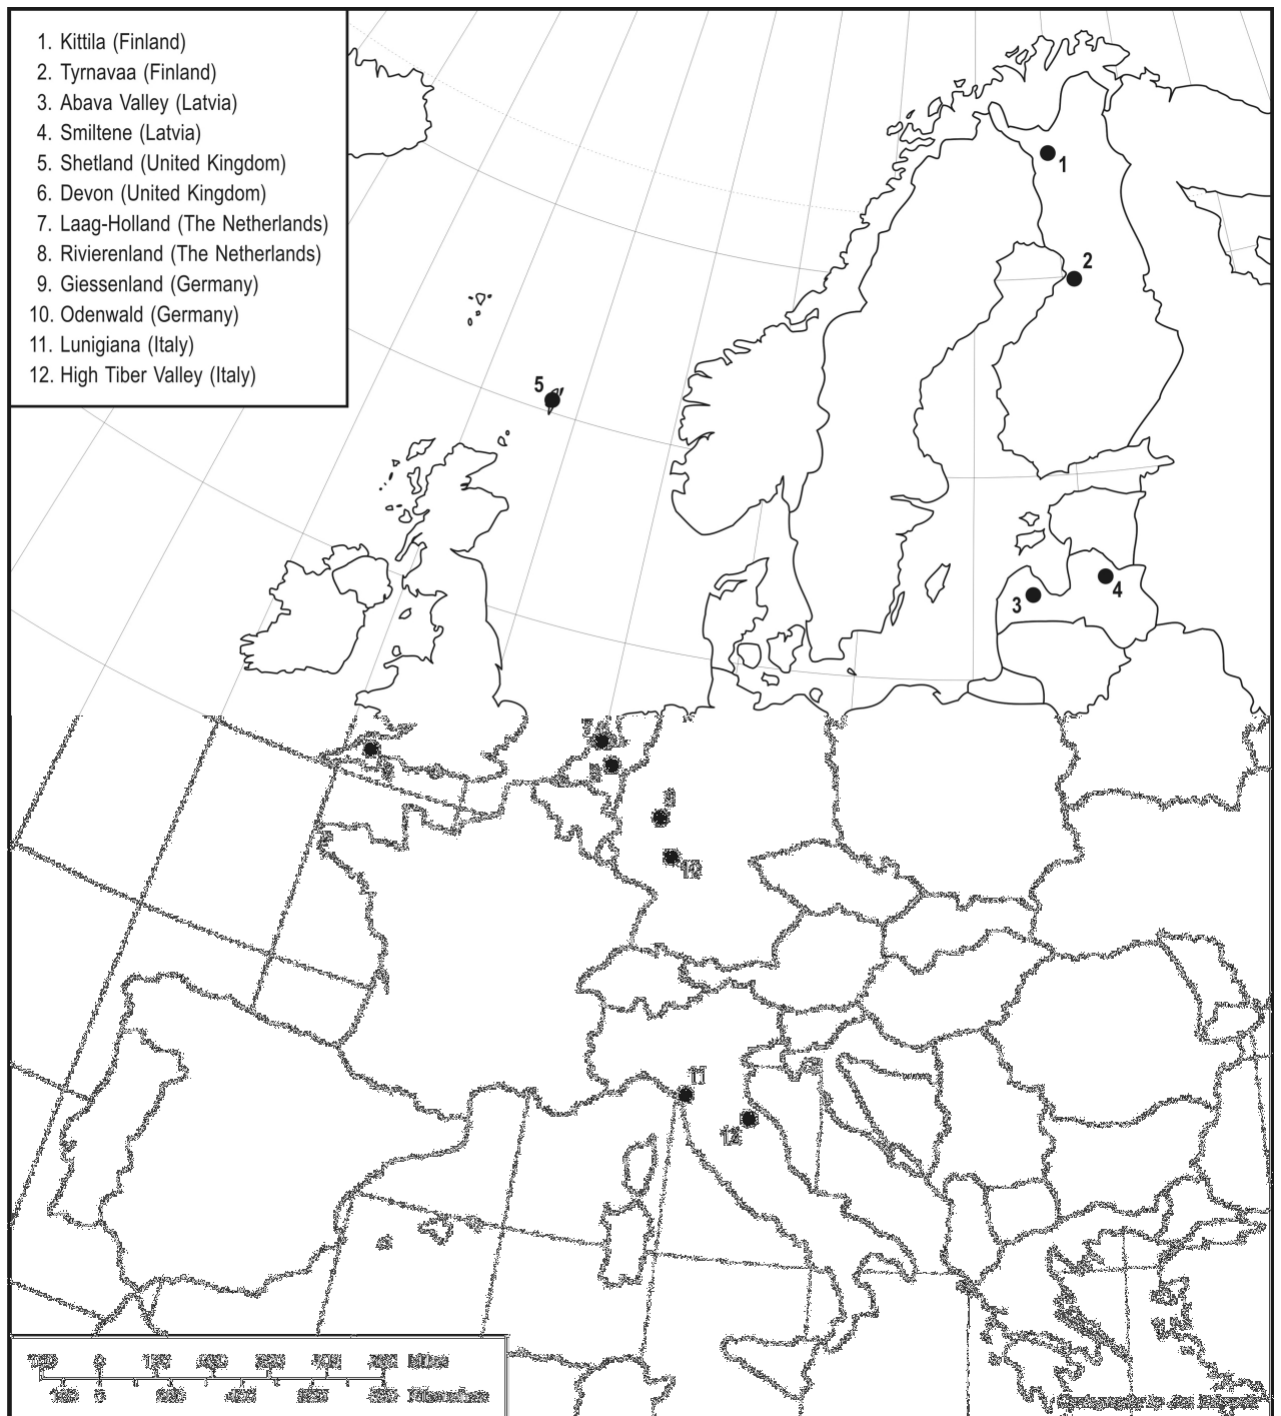 1. Kittila (Finland)
2. Tyrnavaa (Finland)
3. Abava Valley (Latvia)
4. Smiltene (Latvia)
5. Shetland (United Kingdom)
6. Devon (United Kingdom)
7. Laag-Holland (The Netherlands)
8. Rivierenland (The Netherlands)
9. Giessenland (Germany)
10. Odenwald (Germany)
11. Lunigiana (Italy)
12. High Tiber Valley (Italy)
1
2
5
3
4
10
11
12